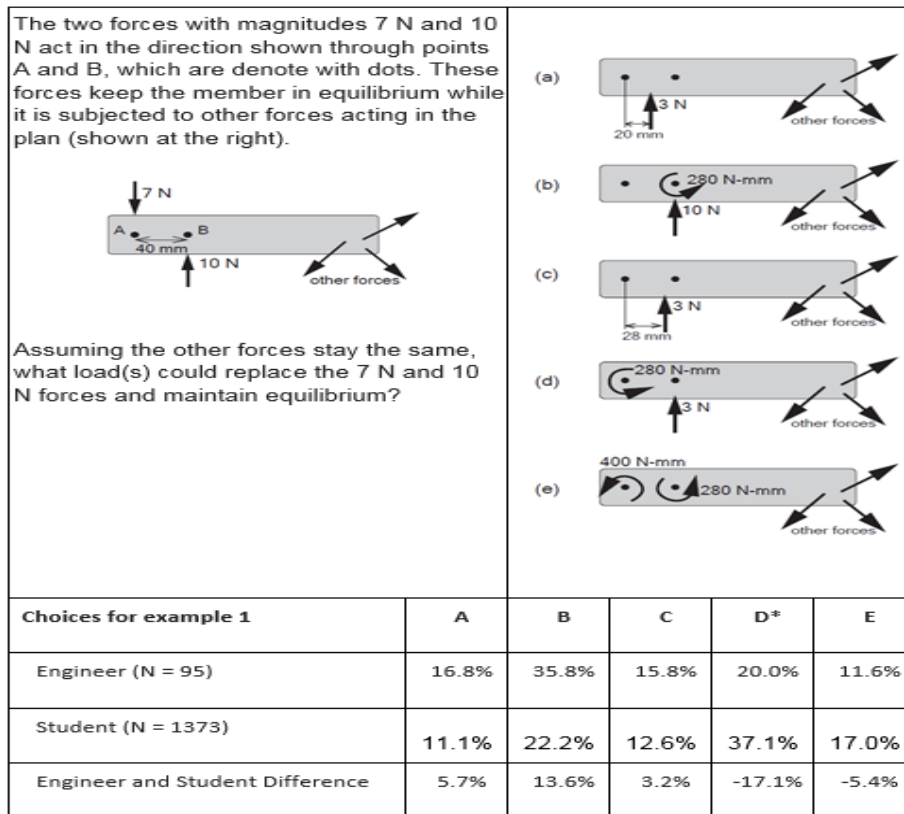 The two forces with magnitudes 7 N and 10
N act in the direction shown through points
A and B, which are denote with dots. These
forces keep the member in equilibrium while
it is subjected to other forces acting in the
plan (shown at the right).
7 N
A
B
40 mm
10 N
other forces
Assuming the other forces stay the same,
what load(s) could replace the 7 N and 10
N forces and maintain equilibrium?
(a)
3 N
20 mm
other forces
(b)
280 N-mm
10 N
other forces
(c)
3 N
28 mm
other forces
(d)
280 N-mm
3 N
other forces
400 N-mm
(e)
280 N-mm
other forces
Choices for example 1 A B C D* E
Engineer (N = 95) 16.8% 35.8% 15.8% 20.0% 11.6%
Student (N = 1373) 11.1% 22.2% 12.6% 37.1% 17.0%
Engineer and Student Difference 5.7% 13.6% 3.2% -17.1% -5.4%